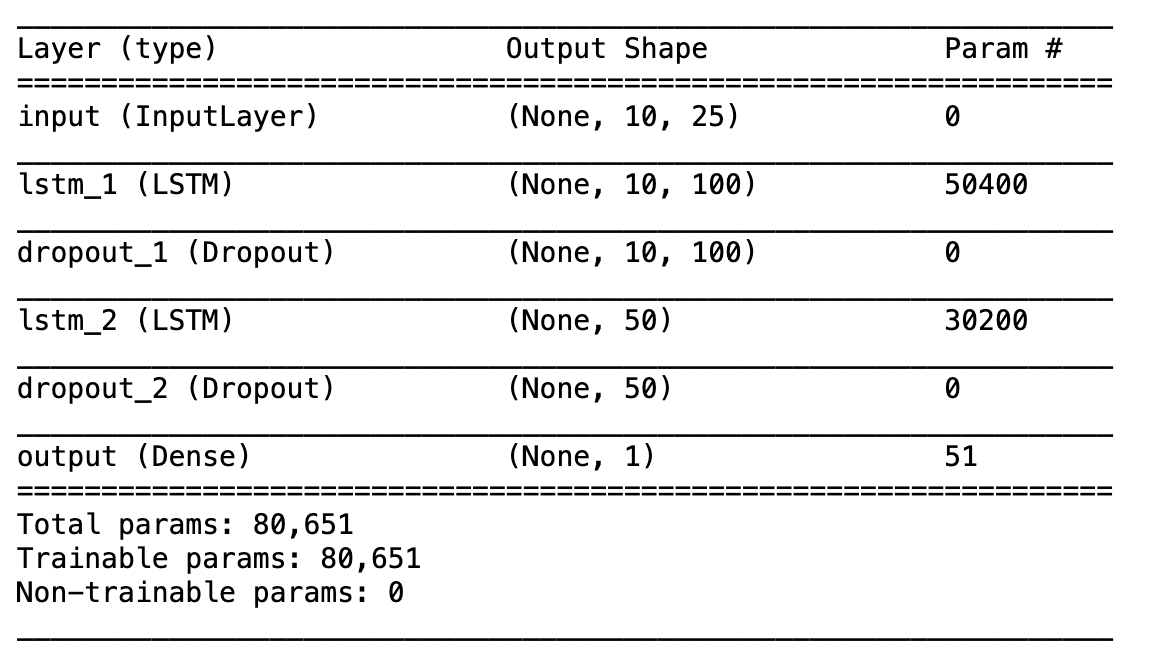 Layer (type) Output Shape Param #
=================================================================
input (InputLayer) (None, 10, 25) 0
lstm_1 (LSTM) (None, 10, 100) 50400
dropout_1 (Dropout) (None, 10, 100) 0
lstm_2 (LSTM) (None, 50) 30200
dropout_2 (Dropout) (None, 50) 0
output (Dense) (None, 1) 51
=================================================================
Total params: 80,651
Trainable params: 80,651
Non-trainable params: 0